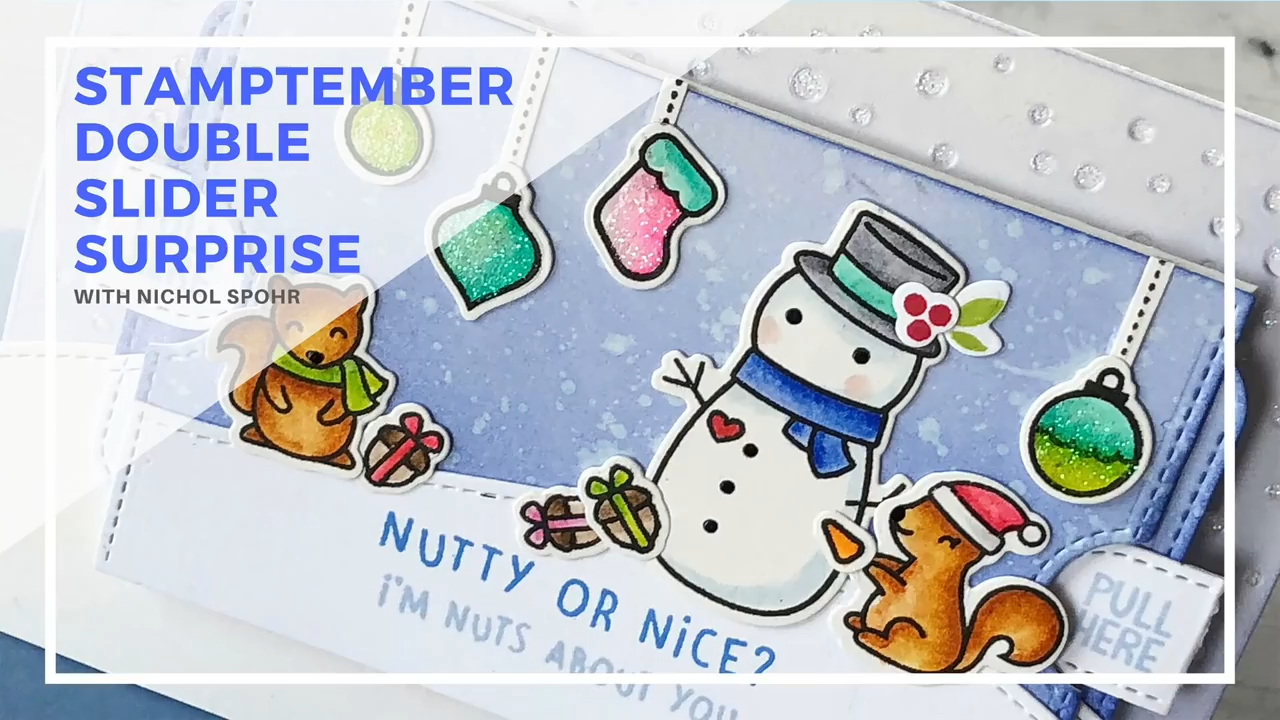 STAMPTEMBER
DOUBLE
SLIDER
SURPRISE
WITH NICHOL SPOHR
NUTTY OR NiCE?
i'M NUTS ABOUT YOU
PULL
HERE